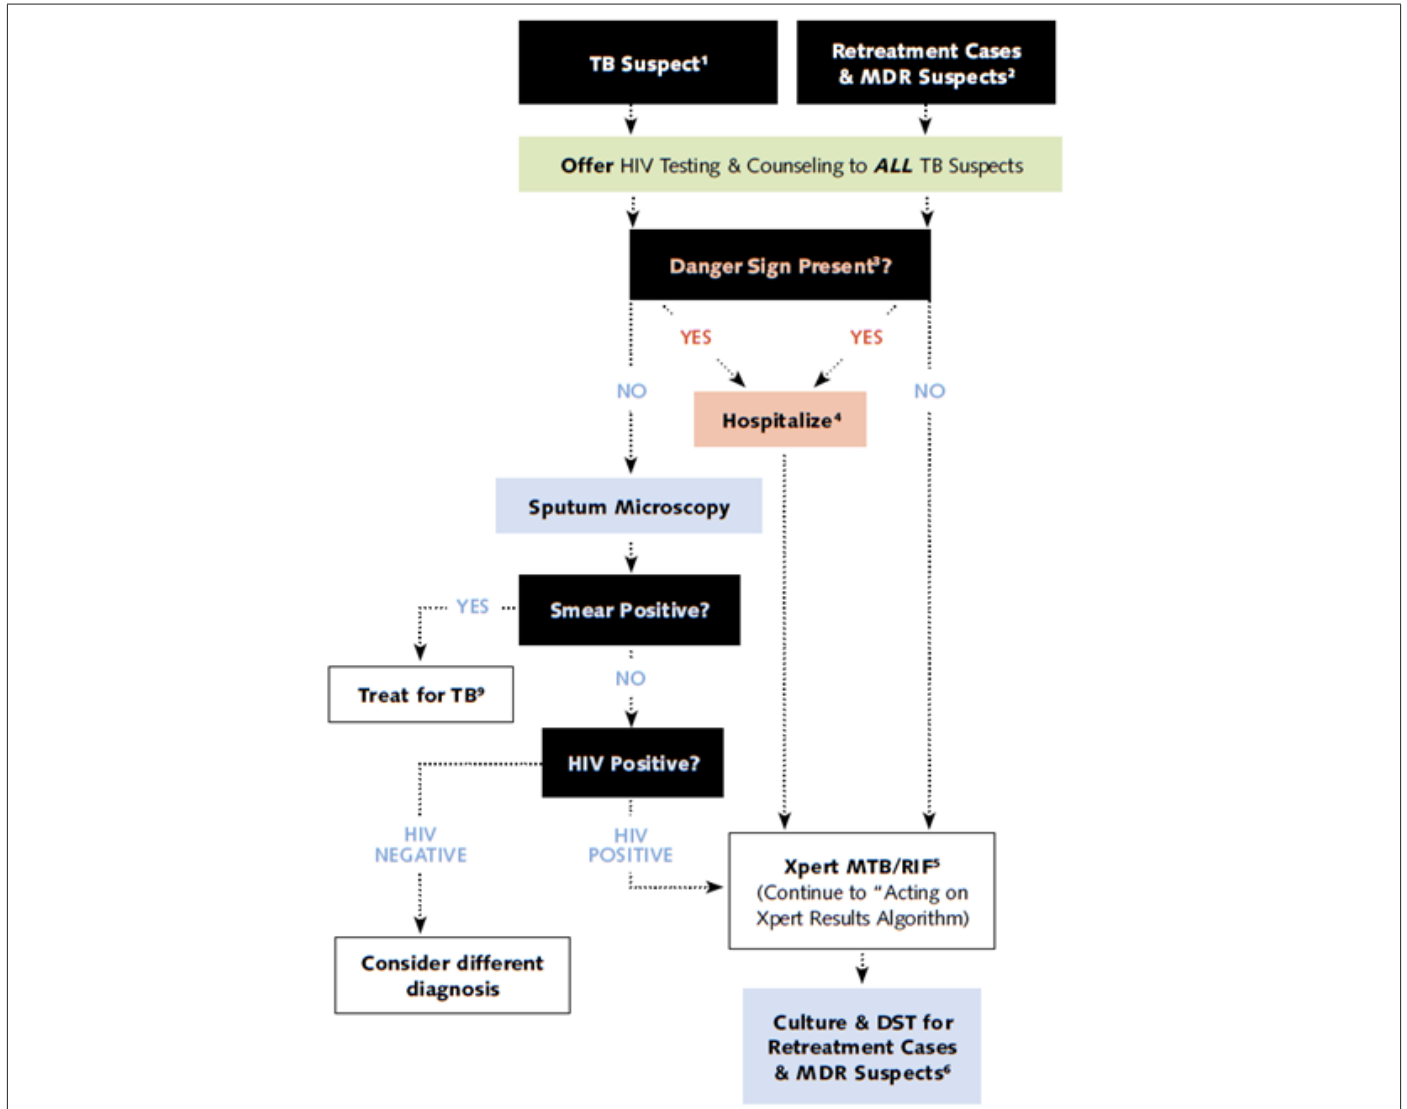 TB Suspect¹
Retreatment Cases
& MDR Suspects²
Offer HIV Testing & Counseling to ALL TB Suspects
Danger Sign Present³?
YES
YES
NO
NO
Hospitalize⁴
Sputum Microscopy
YES
Smear Positive?
NO
Treat for TB⁹
HIV Positive?
HIV
NEGATIVE
HIV
POSITIVE
Xpert MTB/RIF⁵
(Continue to “Acting on
Xpert Results Algorithm)
Consider different
diagnosis
Culture & DST for
Retreatment Cases
& MDR Suspects⁶